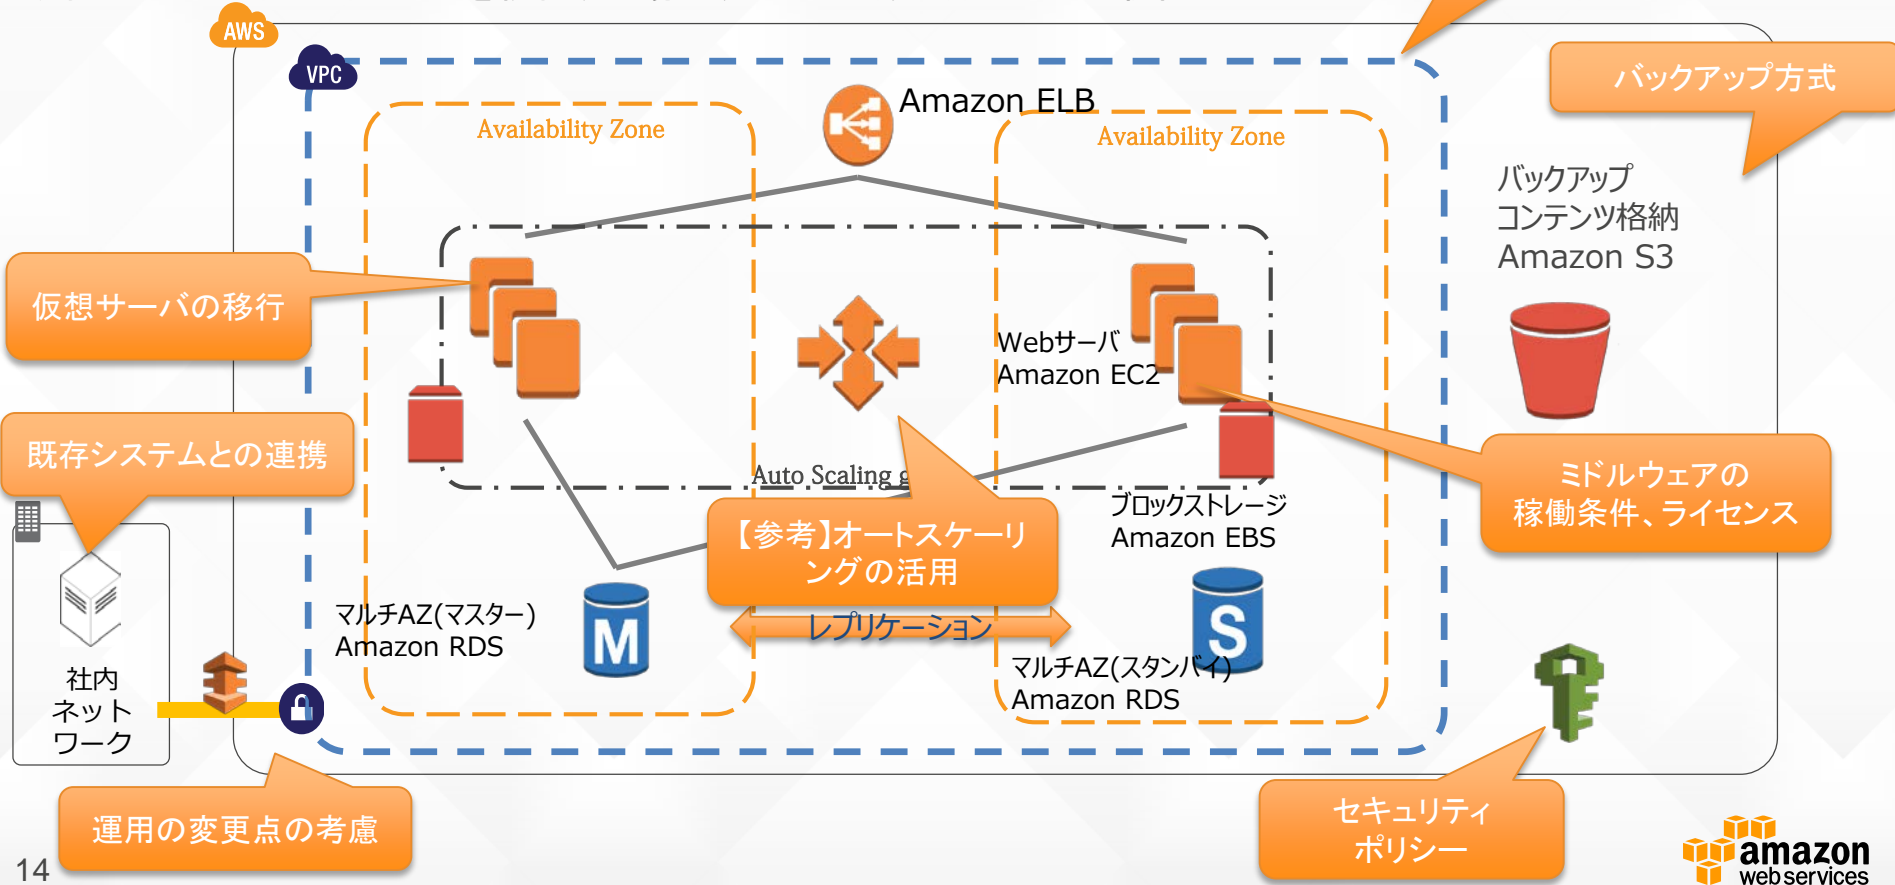 AWS
VPC
Amazon ELB
バックアップ方式
Availability Zone
Availability Zone
バックアップ
コンテンツ格納
Amazon S3
仮想サーバの移行
Webサーバ
Amazon EC2
既存システムとの連携
Auto Scaling g
ミドルウェアの
稼働条件、ライセンス
ブロックストレージ
Amazon EBS
【参考】オートスケーリ
ングの活用
マルチAZ(マスター)
Amazon RDS
M
レプリケーション
S
マルチAZ(スタンバイ)
Amazon RDS
社内
ネット
ワーク
運用の変更点の考慮
セキュリティ
ポリシー
14
amazon
web services